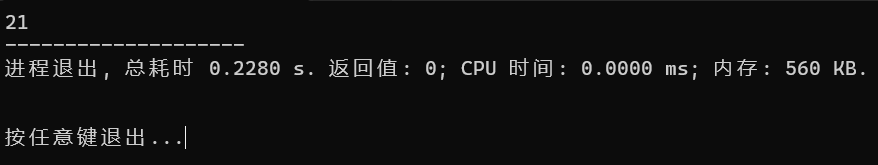 21
--------------------
进程退出, 总耗时 0.2280 s. 返回值: 0; CPU 时间: 0.0000 ms; 内存: 560 KB.
按任意键退出...